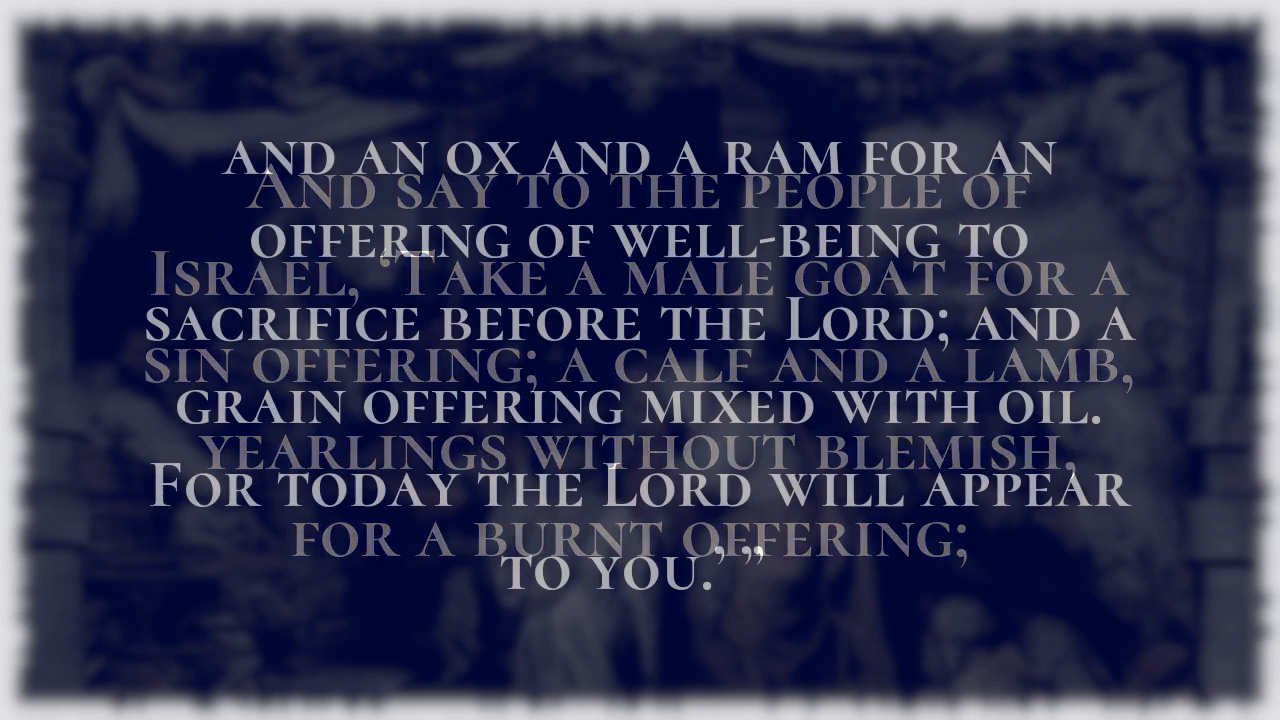 And say to the people of
Israel, ‘Take a male goat for a
sin offering; a calf and a lamb,
yearlings without blemish,
for a burnt offering;
and an ox and a ram for an
offering of well-being to
sacrifice before the Lord; and a
grain offering mixed with oil.
For today the Lord will appear
to you.’ ”